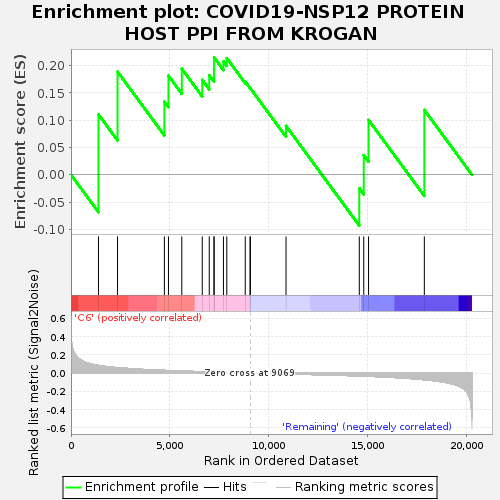 Enrichment plot: COVID19-NSP12 PROTEIN
HOST PPI FROM KROGAN
Enrichment score (ES)
0.20
0.15
0.10
0.05
0.00
-0.05
-0.10
'C6' (positively correlated)
Ranked list metric (Signal2Noise)
0.6
0.4
0.2
0.0
-0.2
-0.4
-0.6
Zero cross at 9069
'Remaining' (negatively correlated)
0
5,000
10,000
15,000
20,000
Rank in Ordered Dataset
Enrichment profile
Hits
Ranking metric scores